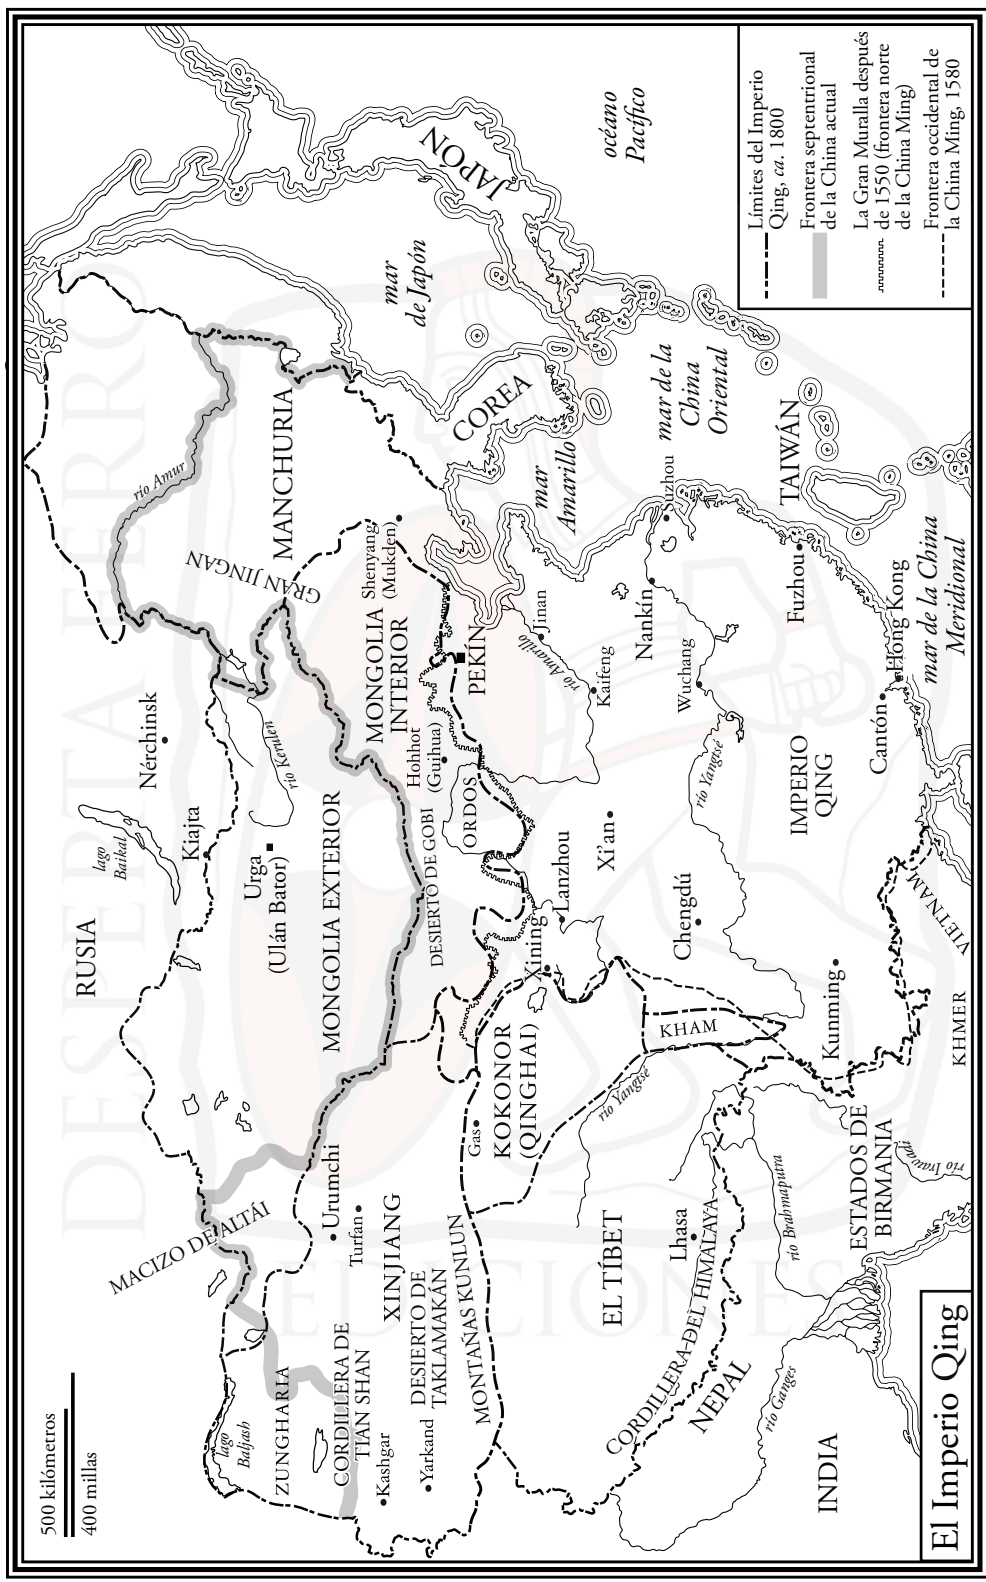 500 kilómetros
400 millas
RUSIA
lago
Baikal
Nérchinsk
Kiajta
río Amur
MACIZO DE ALTÁI
Urga
(Ulán Bator)
río Kerulen
GRAN JINGAN
MANCHURIA
lago
Baljash
ZUNGHARIA
MONGOLIA EXTERIOR
CORDILLERA DE
TIAN SHAN
Urumchi
Turfan
Kashgar
Yarkand
XINJIANG
DESIERTO DE
TAKLAMAKÁN
DESIERTO DE GOBI
MONGOLIA
INTERIOR
Shenyang
(Mukden)
Hohhot
(Guihua)
ORDOS
PEKÍN
MONTAÑAS KUNLUN
Gas
KOKONOR
(QINGHAI)
Xining
Lanzhou
Xi'an
río Amarillo
Jinan
Kaifeng
mar
Amarillo
COREA
mar
de Japón
JAPÓN
océano
Pacífico
mar de la
China
Oriental
Suzhou
Nankín
Wuchang
río Yangtsé
Chengdú
KHAM
río Yangtsé
EL TÍBET
Lhasa
CORDILLERA DEL HIMALAYA
NEPAL
río Ganges
INDIA
río Brahmaputra
ESTADOS DE
BIRMANIA
río Irawadi
Kunming
IMPERIO
QING
Fuzhou
TAIWÁN
Cantón
Hong Kong
mar de la China
Meridional
VIETNAM
KHMER
Límites del Imperio
Qing, ca. 1800
Frontera septentrional
de la China actual
La Gran Muralla después
de 1550 (frontera norte
de la China Ming)
Frontera occidental de
la China Ming, 1580
El Imperio Qing
DESPERTA FERRO
EDICIONES